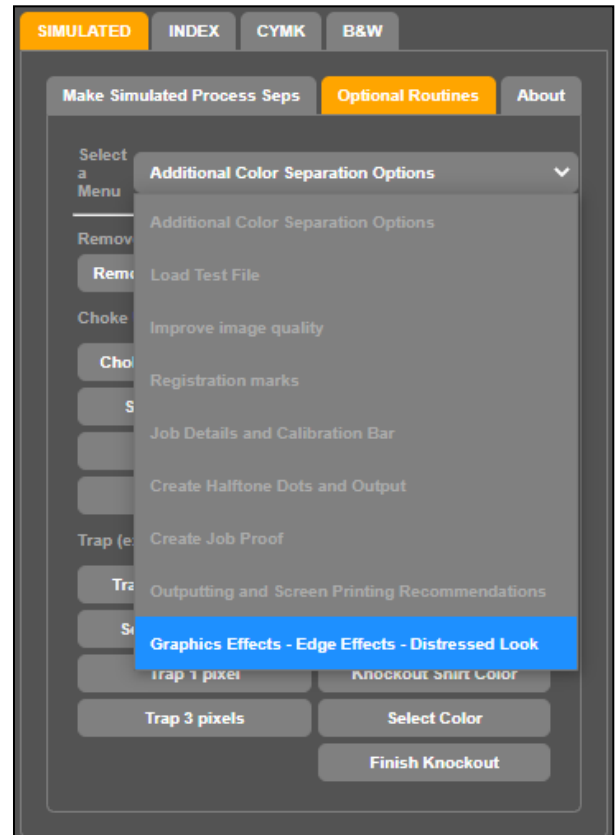 SIMULATED INDEX CYMK B&W
Make Simulated Process Seps Optional Routines About
Select
a
Menu
Additional Color Separation Options
Additional Color Separation Options
Load Test File
Improve image quality
Registration marks
Job Details and Calibration Bar
Create Halftone Dots and Output
Create Job Proof
Outputting and Screen Printing Recommendations
Graphics Effects - Edge Effects - Distressed Look
Choke
Trap
Trap 1 pixel Knockout Shirt Color
Trap 3 pixels Select Color
Finish Knockout